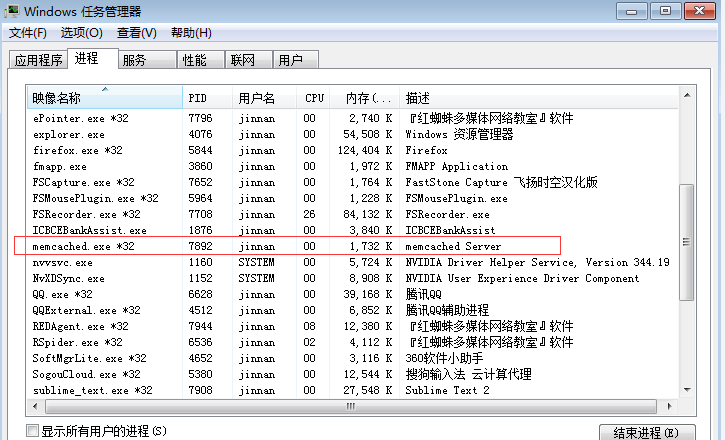 Windows 任务管理器
文件(F) 选项(O) 查看(V) 帮助(H)
应用程序 进程 服务 性能 联网 用户
映像名称 PID 用户名 CPU 内存(... 描述
ePointer.exe *32 7796 jinnan 00 2,740 K 『红蜘蛛多媒体网络教室』软件
explorer.exe 4076 jinnan 00 54,508 K Windows 资源管理器
firefox.exe *32 5844 jinnan 00 124,404 K Firefox
fmapp.exe 3860 jinnan 00 1,972 K FMAPP Application
FSCapture.exe *32 7652 jinnan 00 1,764 K FastStone Capture 飞扬时空汉化版
FSMousePlugin.exe *32 5964 jinnan 00 1,228 K FSMousePlugin.exe
FSRecorder.exe *32 7708 jinnan 26 84,132 K FSRecorder.exe
ICBCEBankAssist.exe 1876 jinnan 00 3,840 K ICBCEBankAssist
memcached.exe *32 7892 jinnan 00 1,732 K memcached Server
nvvsvc.exe 1160 SYSTEM 00 5,724 K NVIDIA Driver Helper Service, Version 344.19
NvXDSync.exe 1152 SYSTEM 00 8,908 K NVIDIA User Experience Driver Component
QQ.exe *32 6628 jinnan 00 39,168 K 腾讯QQ
QQExternal.exe *32 4512 jinnan 00 6,852 K 腾讯QQ辅助进程
REDAgent.exe *32 7944 jinnan 08 12,380 K 『红蜘蛛多媒体网络教室』软件
RSpider.exe *32 6536 jinnan 02 4,112 K 『红蜘蛛多媒体网络教室』软件
SoftMgrLite.exe *32 4652 jinnan 00 3,116 K 360软件小助手
SogouCloud.exe *32 5380 jinnan 00 12,544 K 搜狗输入法 云计算代理
sublime_text.exe *32 7908 jinnan 00 27,548 K Sublime Text 2
显示所有用户的进程(S) 结束进程(E)